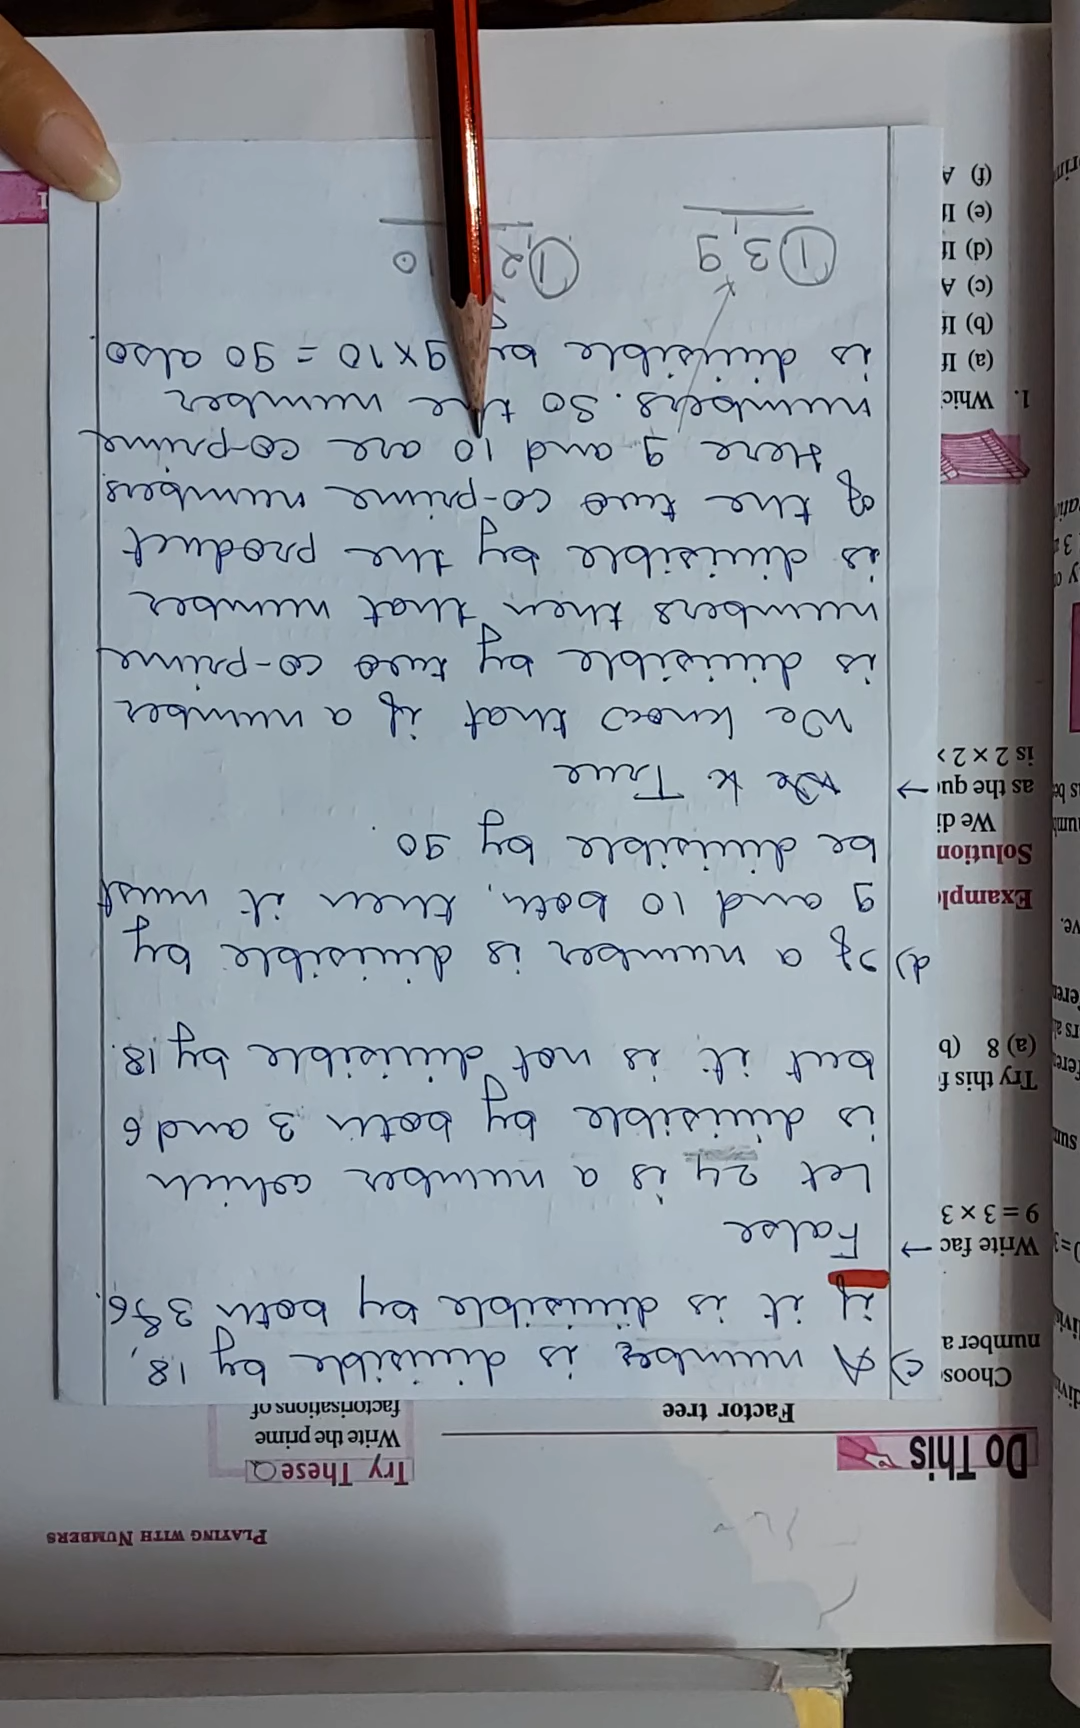 PLAYING WITH NUMBERS
Do This
Try These
Write the prime
factorisations of
Factor tree
Choos
number a
Write fac
9 = 3 × 3
Try this f
(a) 8 (b
Example
Solution
We di
as the quo
is 2 × 2 ×
1. Which
(a) If
(b) If
(c) A
(d) If
(e) If
(f) A
c) A number is divisible by 18,
if it is divisible by both 3 & 6.
→ False
Let 24 is a number which
is divisible by both 3 and 6
but it is not divisible by 18.
d) If a number is divisible by
9 and 10 both, then it must
be divisible by 90.
→ True
We know that if a number
is divisible by two co-prime
numbers then that number
is divisible by the product
of the two co-prime numbers
Here 9 and 10 are co-prime
numbers. So the number
is divisible by 9 × 10 = 90 also
1, 3, 9
1, 2, 10